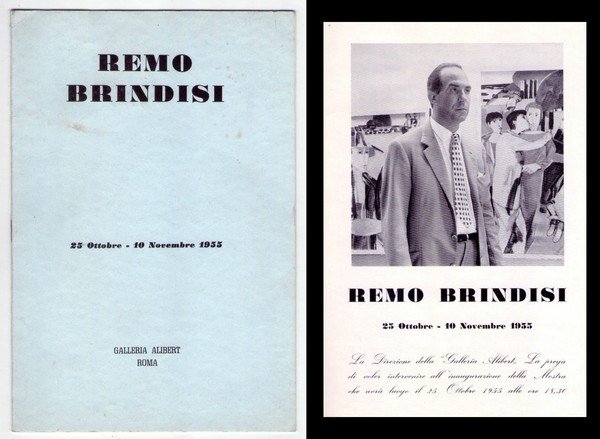 REMO
BRINDISI
25 Ottobre - 10 Novembre 1955
GALLERIA ALIBERT
ROMA
REMO BRINDISI
25 Ottobre - 10 Novembre 1955
La Direzione della "Galleria Alibert" La prega
di voler intervenire all'inaugurazione della Mostra
che avrà luogo il 25 Ottobre 1955 alle ore 18,30